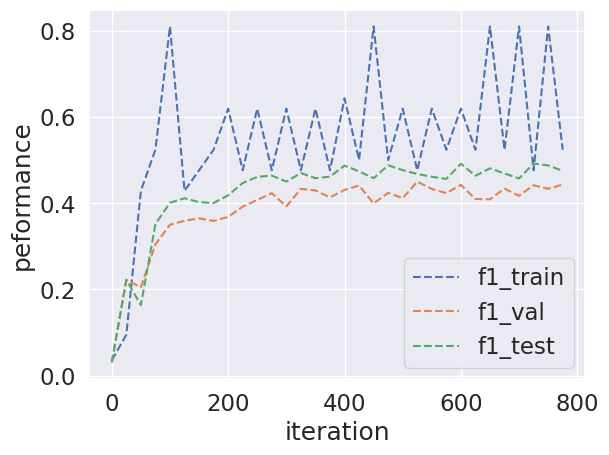 0.8
0.6
0.4
0.2
0.0
peformance
f1_train
f1_val
f1_test
0 200 400 600 800
iteration